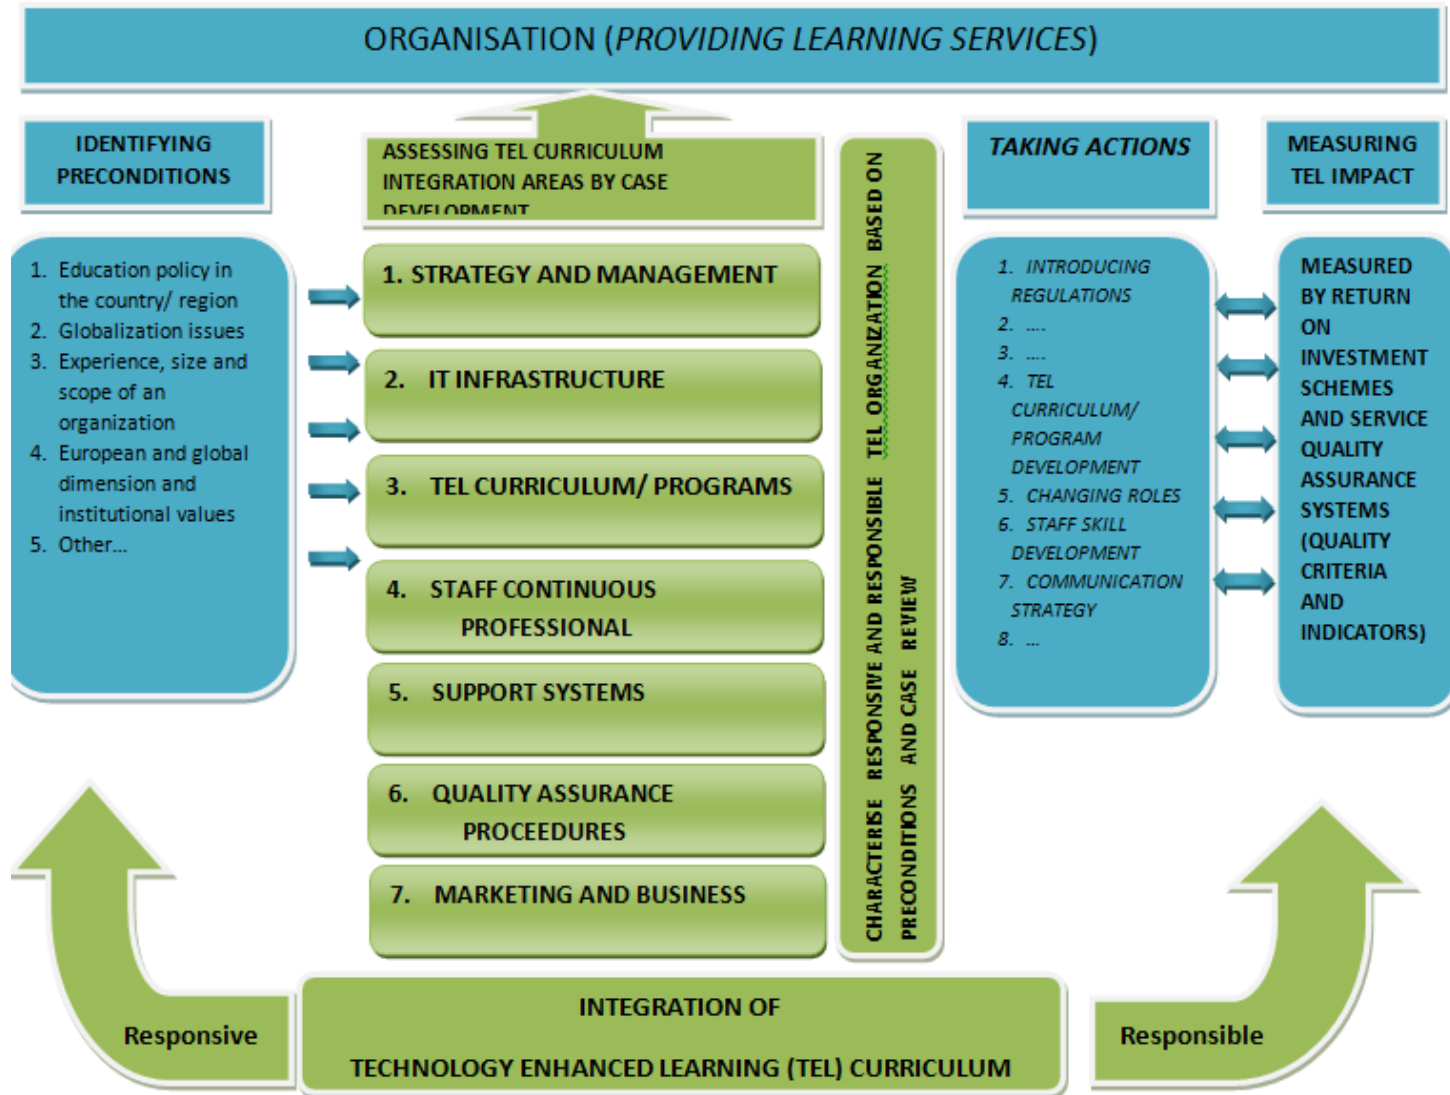 ORGANISATION (PROVIDING LEARNING SERVICES)
IDENTIFYING
PRECONDITIONS
1. Education policy in
the country/ region
2. Globalization issues
3. Experience, size and
scope of an
organization
4. European and global
dimension and
institutional values
5. Other...
ASSESSING TEL CURRICULUM
INTEGRATION AREAS BY CASE
DEVELOPMENT
1. STRATEGY AND MANAGEMENT
2. IT INFRASTRUCTURE
3. TEL CURRICULUM/ PROGRAMS
4. STAFF CONTINUOUS
PROFESSIONAL
5. SUPPORT SYSTEMS
6. QUALITY ASSURANCE
PROCEEDURES
7. MARKETING AND BUSINESS
CHARACTERISE RESPONSIVE AND RESPONSIBLE TEL ORGANIZATION BASED ON
PRECONDITIONS AND CASE REVIEW
TAKING ACTIONS
1. INTRODUCING
REGULATIONS
2. ....
3. ....
4. TEL
CURRICULUM/
PROGRAM
DEVELOPMENT
5. CHANGING ROLES
6. STAFF SKILL
DEVELOPMENT
7. COMMUNICATION
STRATEGY
8. ...
MEASURING
TEL IMPACT
MEASURED
BY RETURN
ON
INVESTMENT
SCHEMES
AND SERVICE
QUALITY
ASSURANCE
SYSTEMS
(QUALITY
CRITERIA
AND
INDICATORS)
Responsive
INTEGRATION OF
TECHNOLOGY ENHANCED LEARNING (TEL) CURRICULUM
Responsible